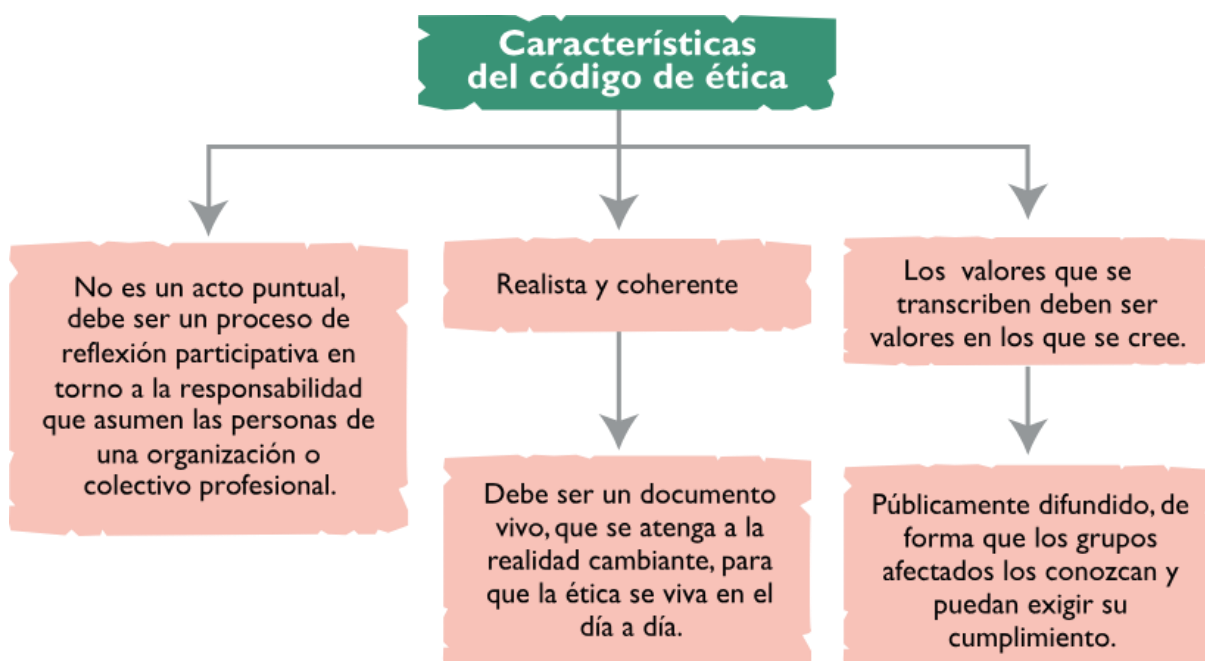 Características
del código de ética
No es un acto puntual,
debe ser un proceso de
reflexión participativa en
torno a la responsabilidad
que asumen las personas de
una organización o
colectivo profesional.
Realista y coherente
Debe ser un documento
vivo, que se atenga a la
realidad cambiante, para
que la ética se viva en el
día a día.
Los valores que se
transcriben deben ser
valores en los que se cree.
Públicamente difundido, de
forma que los grupos
afectados los conozcan y
puedan exigir su
cumplimiento.